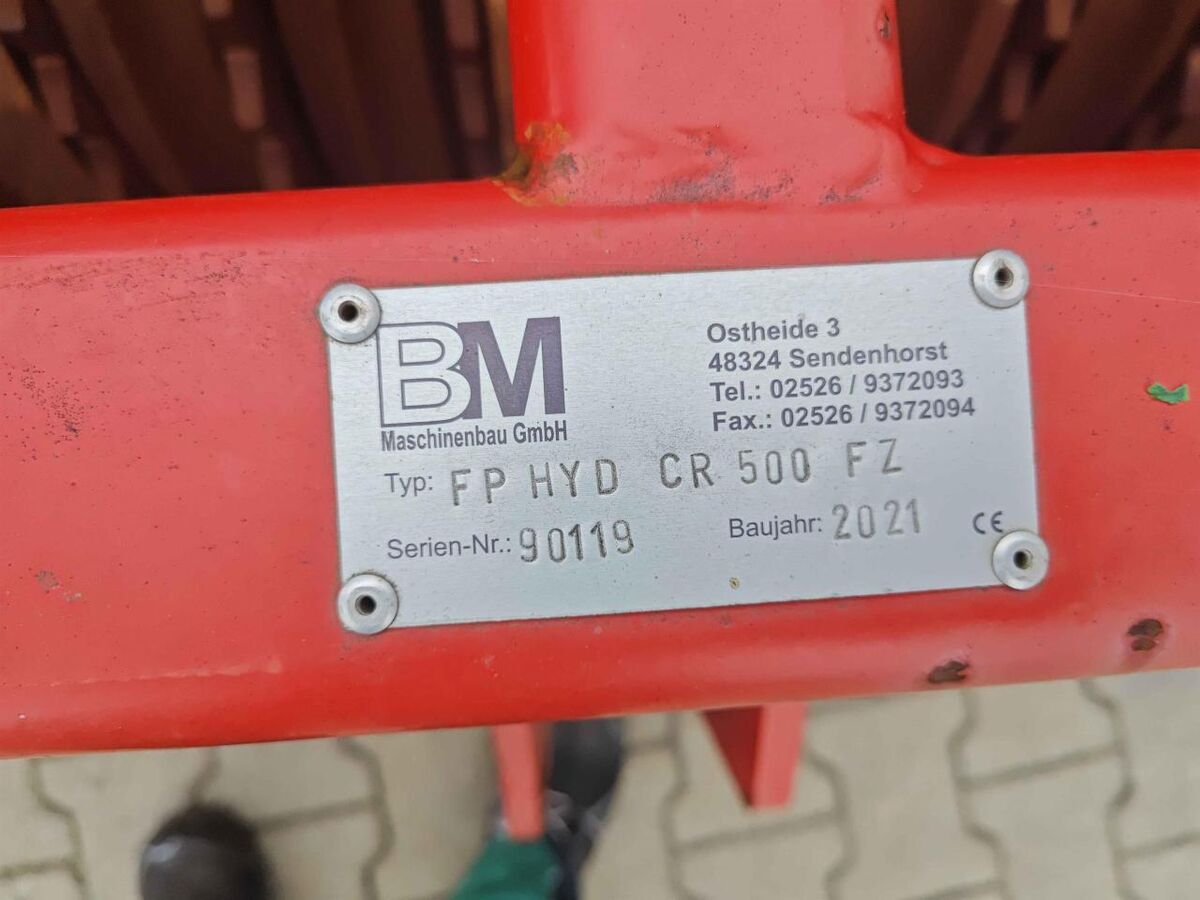 BM
Maschinenbau GmbH
Ostheide 3
48324 Sendenhorst
Tel.: 02526 / 9372093
Fax.: 02526 / 9372094
Typ: FP HYD CR 500 FZ
Serien-Nr.: 90119 Baujahr: 2021 CE